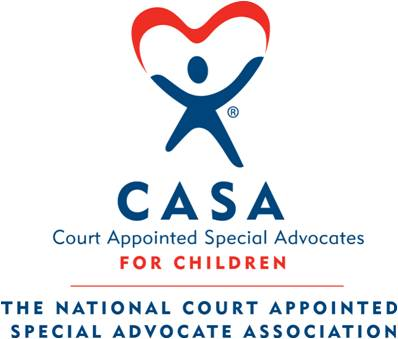 ®
CASA
Court Appointed Special Advocates
FOR CHILDREN
THE NATIONAL COURT APPOINTED
SPECIAL ADVOCATE ASSOCIATION